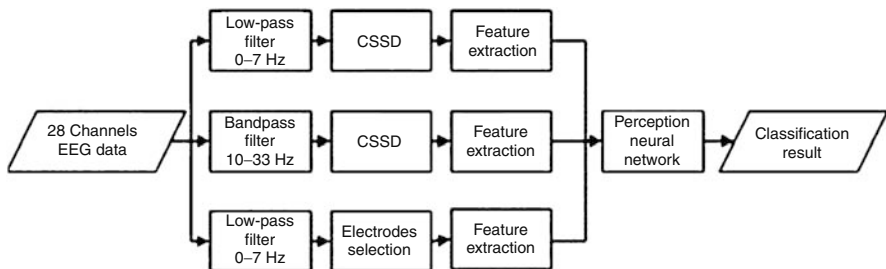 Low-pass
filter
0–7 Hz
CSSD
Feature
extraction
28 Channels
EEG data
Bandpass
filter
10–33 Hz
CSSD
Feature
extraction
Perception
neural
network
Classification
result
Low-pass
filter
0–7 Hz
Electrodes
selection
Feature
extraction